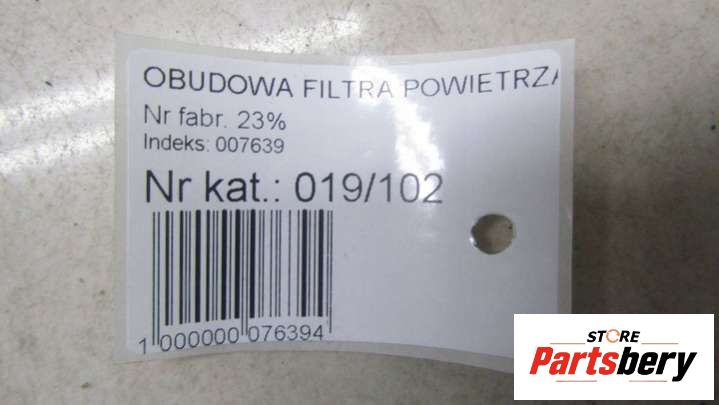 OBUDOWA FILTRA POWIETRZA
Nr fabr. 23%
Indeks: 007639
Nr kat.: 019/102
1 000000 076394
STORE
Partsbery